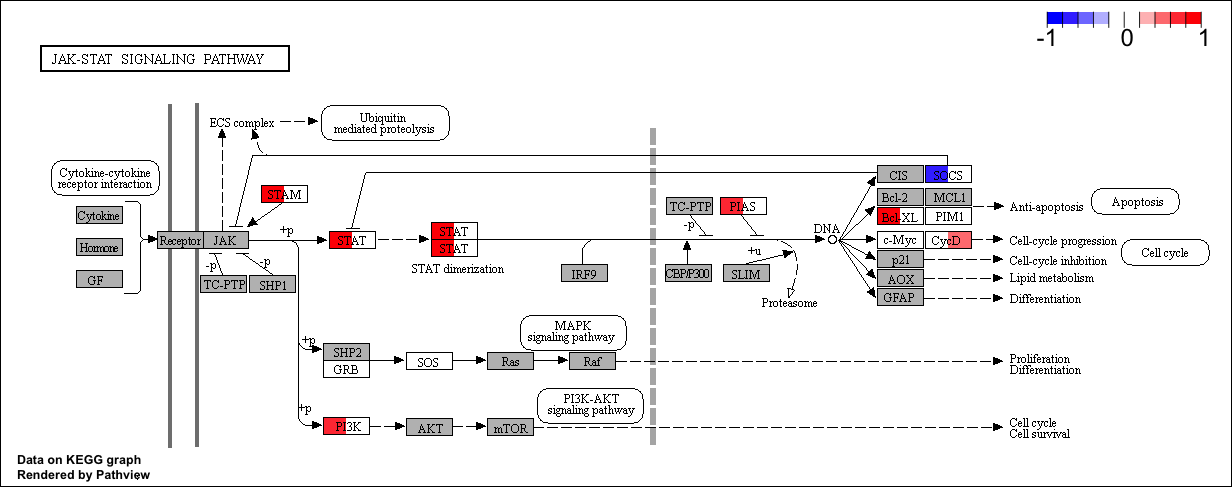 -1 0 1
JAK-STAT SIGNALING PATHWAY
ECS complex
Ubiquitin
mediated proteolysis
Cytokine-cytokine
receptor interaction
Cytokine
Hormone
GF
Receptor
JAK
STAM
+p
-p
-p
TC-PTP
SHP1
STAT
STAT
STAT
STAT dimerization
IRF9
TC-PTP
PIAS
-p
+u
CBP/P300
SLIM
Proteasome
DNA
CIS
SOCS
Bcl-2
MCL1
Bcl-XL
PIM1
c-Myc
CycD
p21
AOX
GFAP
Anti-apoptosis
Apoptosis
Cell-cycle progression
Cell-cycle inhibition
Cell cycle
Lipid metabolism
Differentiation
MAPK
signaling pathway
+p
SHP2
GRB
SOS
Ras
Raf
Proliferation
Differentiation
PI3K-AKT
signaling pathway
+p
PI3K
AKT
mTOR
Cell cycle
Cell survival
Data on KEGG graph
Rendered by Pathview